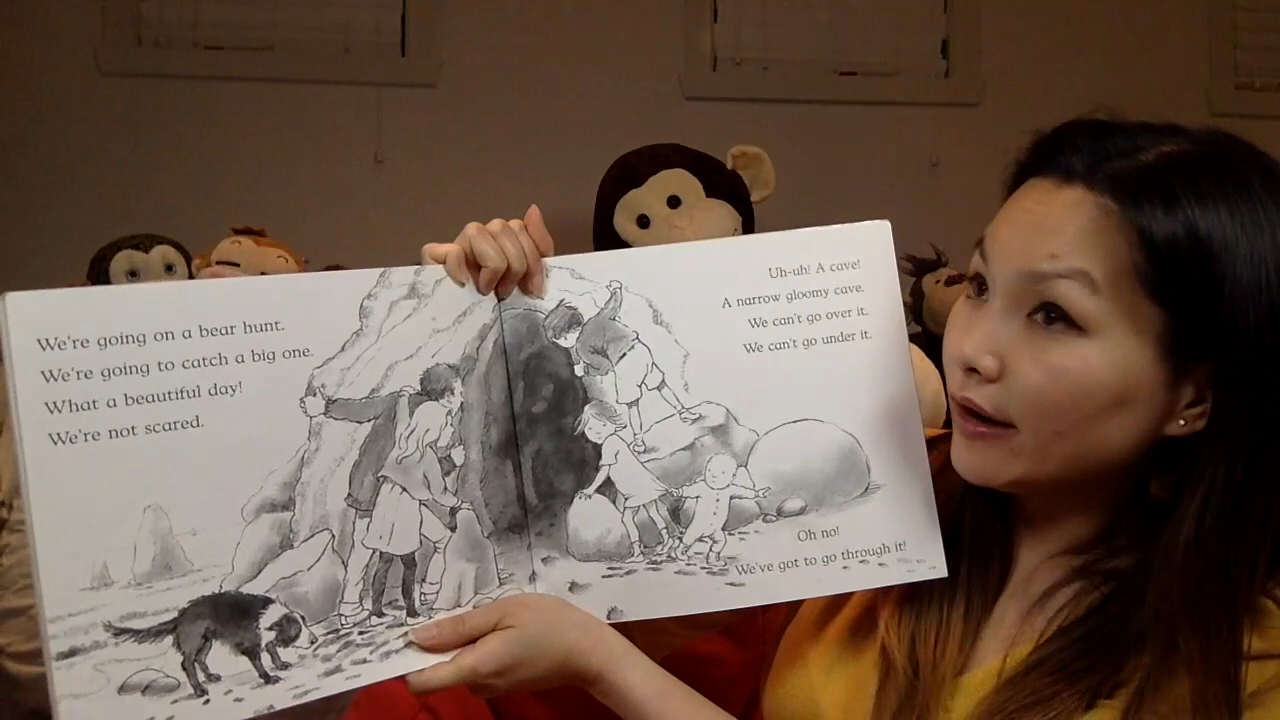 We're going on a bear hunt.
We're going to catch a big one.
What a beautiful day!
We're not scared.
Uh-uh! A cave!
A narrow gloomy cave.
We can't go over it.
We can't go under it.
Oh no!
We've got to go through it!